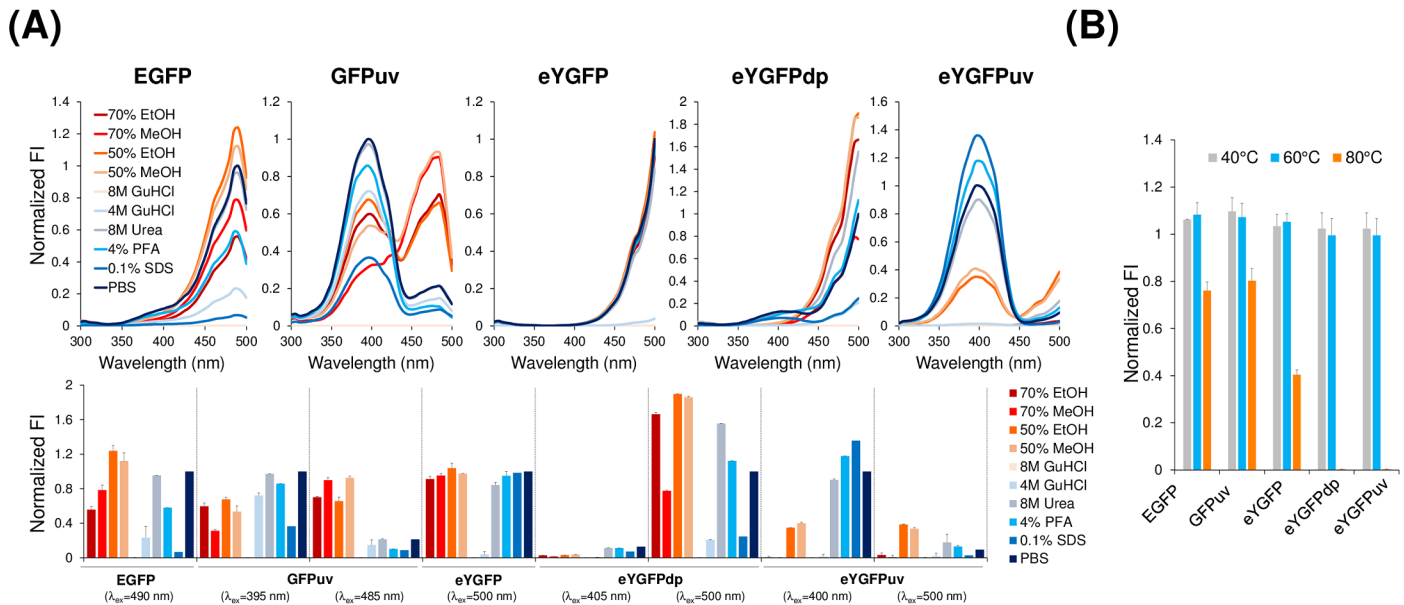 (A)
(B)
EGFP
GFPuv
eYGFP
eYGFPdp
eYGFPuv
Normalized FI
1.4
1.2
1
0.8
0.6
0.4
0.2
0
70% EtOH
70% MeOH
50% EtOH
50% MeOH
8M GuHCl
4M GuHCl
8M Urea
4% PFA
0.1% SDS
PBS
300 350 400 450 500
Wavelength (nm)
1.2
1
0.8
0.6
0.4
0.2
0
300 350 400 450 500
Wavelength (nm)
1.2
1
0.8
0.6
0.4
0.2
0
300 350 400 450 500
Wavelength (nm)
2
1.8
1.6
1.4
1.2
1
0.8
0.6
0.4
0.2
0
300 350 400 450 500
Wavelength (nm)
1.6
1.4
1.2
1
0.8
0.6
0.4
0.2
0
300 350 400 450 500
Wavelength (nm)
Normalized FI
2
1.6
1.2
0.8
0.4
0
70% EtOH
70% MeOH
50% EtOH
50% MeOH
8M GuHCl
4M GuHCl
8M Urea
4% PFA
0.1% SDS
PBS
EGFP
GFPuv
eYGFP
eYGFPdp
eYGFPuv
(λex=490 nm)
(λex=395 nm)
(λex=485 nm)
(λex=500 nm)
(λex=405 nm)
(λex=500 nm)
(λex=400 nm)
(λex=500 nm)
Normalized FI
1.4
1.2
1
0.8
0.6
0.4
0.2
0
40°C 60°C 80°C
EGFP
GFPuv
eYGFP
eYGFPdp
eYGFPuv